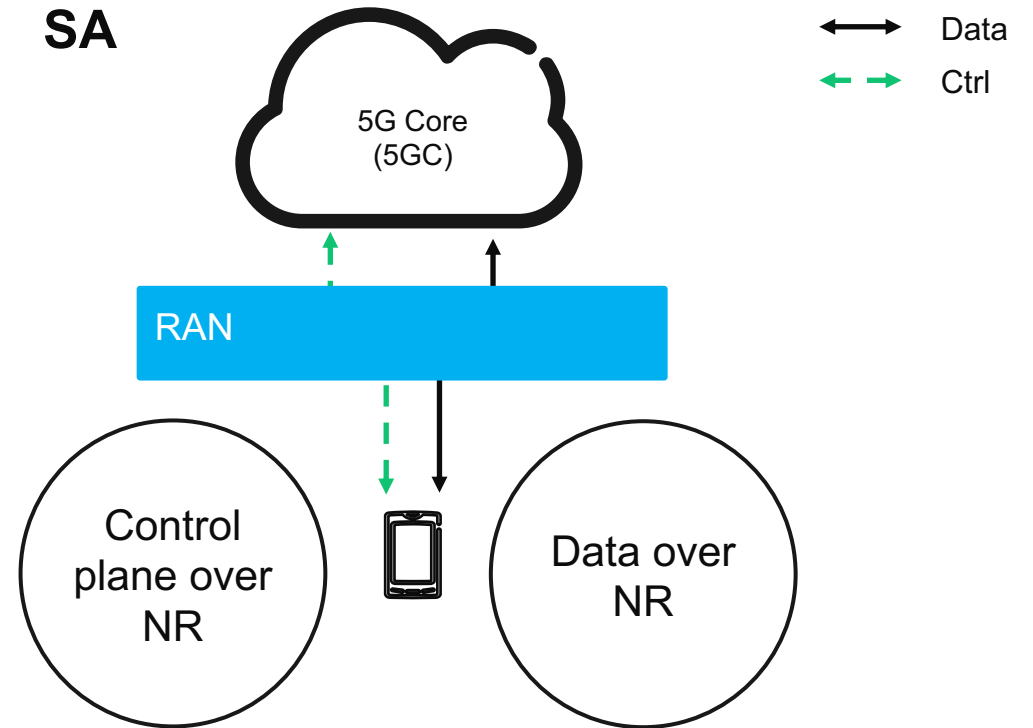 SA
Data
Ctrl
5G Core
(5GC)
RAN
Control
plane over
NR
Data over
NR